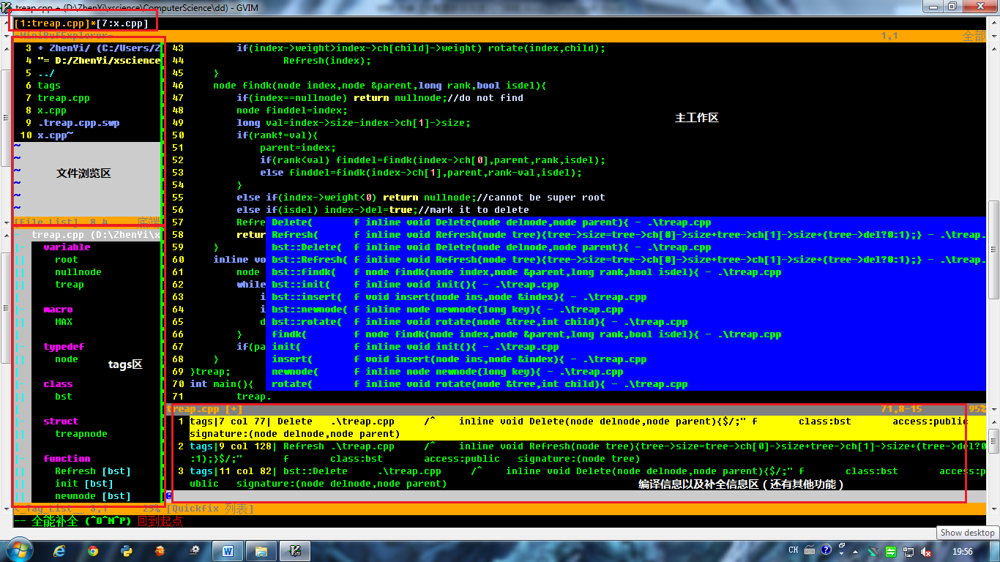 treap.cpp + (D:\ZhenYi\xscience\ComputerScience\dd) - GVIM
[1:treap.cpp]*[7:x.cpp]
-MiniBufExplorer- 1,1 全部
3 + ZhenYi/ (C:/Users/Z
4 "= D:/ZhenYi/xscience
5 ../
6 tags
7 treap.cpp
8 x.cpp
9 .treap.cpp.swp
10 x.cpp~
~
~
文件浏览区
~
~
~
~
[File List] 8,4 底端
treap.cpp (D:\ZhenYi\x
- variable
root
nullnode
treap
- macro
MAX
- typedef
node
tags区
- class
bst
- struct
treapnode
- function
Refresh [bst]
init [bst]
newnode [bst]
<_Tag_List__ 3,1 29%
43 if(index->weight>index->ch[child]->weight) rotate(index,child);
44 Refresh(index);
45 }
46 node findk(node index,node &parent,long rank,bool isdel){
47 if(index==nullnode) return nullnode;//do not find
48 node finddel=index;
主工作区
49 long val=index->size-index->ch[1]->size;
50 if(rank!=val){
51 parent=index;
52 if(rank<val) finddel=findk(index->ch[0],parent,rank,isdel);
53 else finddel=findk(index->ch[1],parent,rank-val,isdel);
54 }
55 else if(index->weight<0) return nullnode;//cannot be super root
56 else if(isdel) index->del=true;//mark it to delete
57 Refre Delete( f inline void Delete(node delnode,node parent){ - .\treap.cpp
58 retur Refresh( f inline void Refresh(node tree){tree->size=tree->ch[0]->size+tree->ch[1]->size+(tree->del?0:1);} - .\treap.
59 } bst::Delete( f inline void Delete(node delnode,node parent){ - .\treap.cpp
60 inline vo bst::Refresh( f inline void Refresh(node tree){tree->size=tree->ch[0]->size+tree->ch[1]->size+(tree->del?0:1);} - .\treap.
61 node bst::findk( f node findk(node index,node &parent,long rank,bool isdel){ - .\treap.cpp
62 while bst::init( f inline void init(){ - .\treap.cpp
63 i bst::insert( f void insert(node ins,node &index){ - .\treap.cpp
64 i bst::newnode( f inline node newnode(long key){ - .\treap.cpp
65 d bst::rotate( f inline void rotate(node &tree,int child){ - .\treap.cpp
66 } findk( f node findk(node index,node &parent,long rank,bool isdel){ - .\treap.cpp
67 if(pa init( f inline void init(){ - .\treap.cpp
68 } insert( f void insert(node ins,node &index){ - .\treap.cpp
69 }treap; newnode( f inline node newnode(long key){ - .\treap.cpp
70 int main(){ rotate( f inline void rotate(node &tree,int child){ - .\treap.cpp
71 treap.
treap.cpp [+] 71,8-15 95%
1 tags|7 col 77| Delete .\treap.cpp /^ inline void Delete(node delnode,node parent){$/;" f class:bst access:public
signature:(node delnode,node parent)
2 tags|9 col 128| Refresh .\treap.cpp /^ inline void Refresh(node tree){tree->size=tree->ch[0]->size+tree->ch[1]->size+(tree->del?0
:1);}$/;" f class:bst access:public signature:(node tree)
3 tags|11 col 82| bst::Delete .\treap.cpp /^ inline void Delete(node delnode,node parent){$/;" f class:bst access:p
ublic signature:(node delnode,node parent)
编译信息以及补全信息区（还有其他功能）
@
[Quickfix 列表]
-- 全能补全 (^O^N^P) 回到起点
Show desktop
CH
19:56